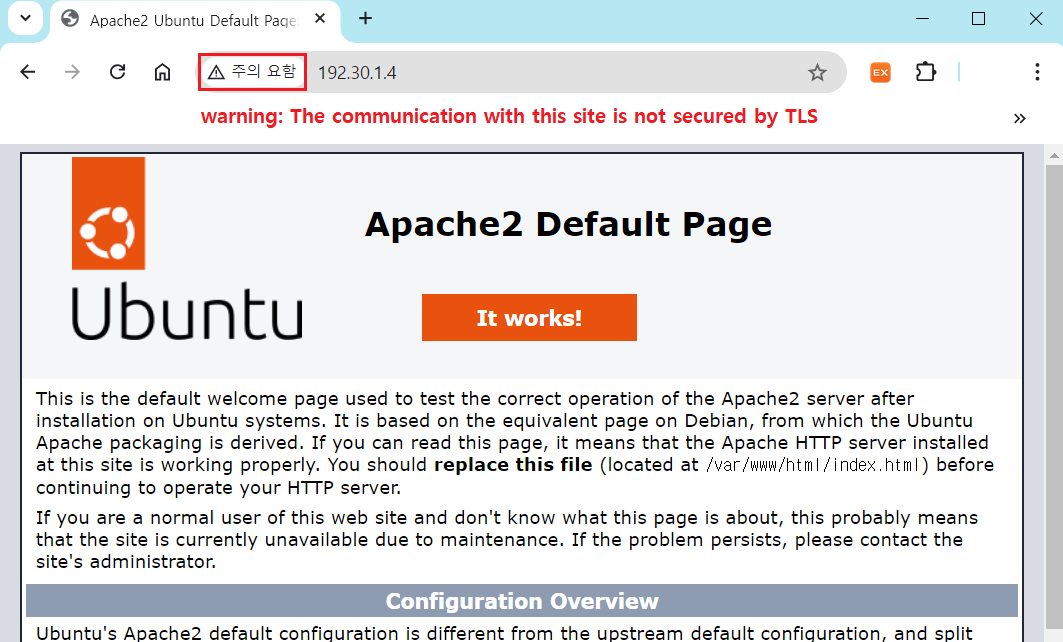 Apache2 Ubuntu Default Page:
주의 요함 192.30.1.4
EX
warning: The communication with this site is not secured by TLS
Ubuntu
Apache2 Default Page
It works!
This is the default welcome page used to test the correct operation of the Apache2 server after
installation on Ubuntu systems. It is based on the equivalent page on Debian, from which the Ubuntu
Apache packaging is derived. If you can read this page, it means that the Apache HTTP server installed
at this site is working properly. You should replace this file (located at /var/www/html/index.html) before
continuing to operate your HTTP server.
If you are a normal user of this web site and don't know what this page is about, this probably means
that the site is currently unavailable due to maintenance. If the problem persists, please contact the
site's administrator.
Configuration Overview
Ubuntu's Apache2 default configuration is different from the upstream default configuration, and split